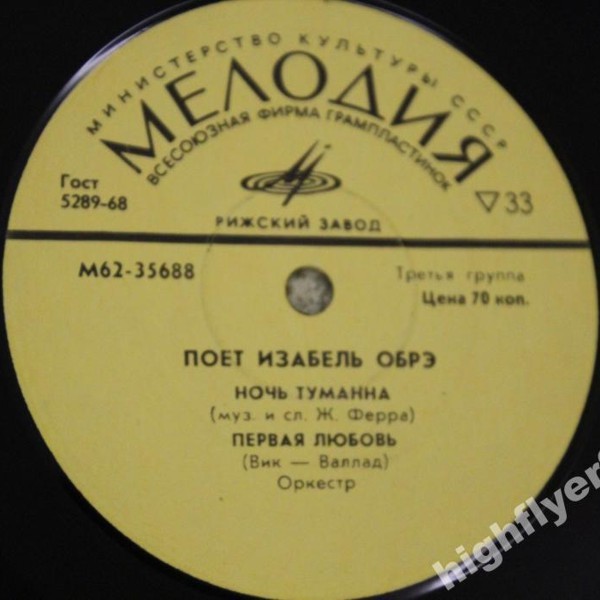 МИНИСТЕРСТВО КУЛЬТУРЫ СССР
МЕЛОДИЯ
ВСЕСОЮЗНАЯ ФИРМА ГРАМПЛАСТИНОК
Гост
5289-68
▽33
РИЖСКИЙ ЗАВОД
М62-35688
Третья группа
Цена 70 коп.
ПОЕТ ИЗАБЕЛЬ ОБРЭ
НОЧЬ ТУМАННА
(муз. и сл. Ж. Ферра)
ПЕРВАЯ ЛЮБОВЬ
(Вик — Валлад)
Оркестр